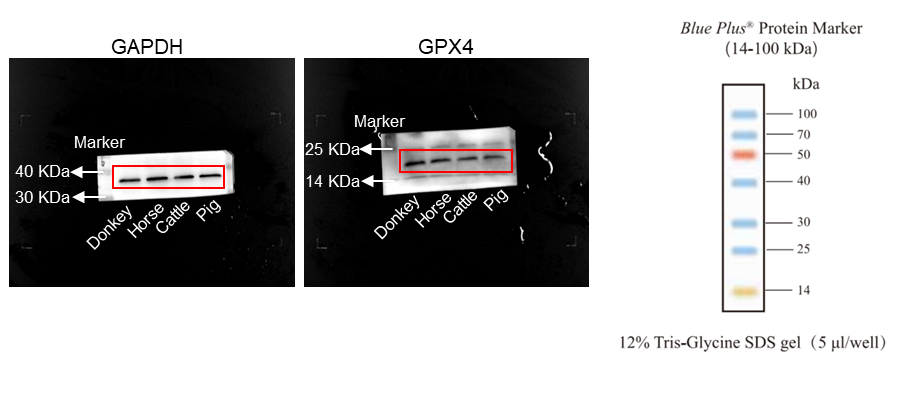 GAPDH
Marker
40 KDa
30 KDa
Donkey
Horse
Cattle
Pig
GPX4
Marker
25 KDa
14 KDa
Donkey
Horse
Cattle
Pig
Blue Plus® Protein Marker
(14-100 kDa)
kDa
100
70
50
40
30
25
14
12% Tris-Glycine SDS gel（5 μl/well）